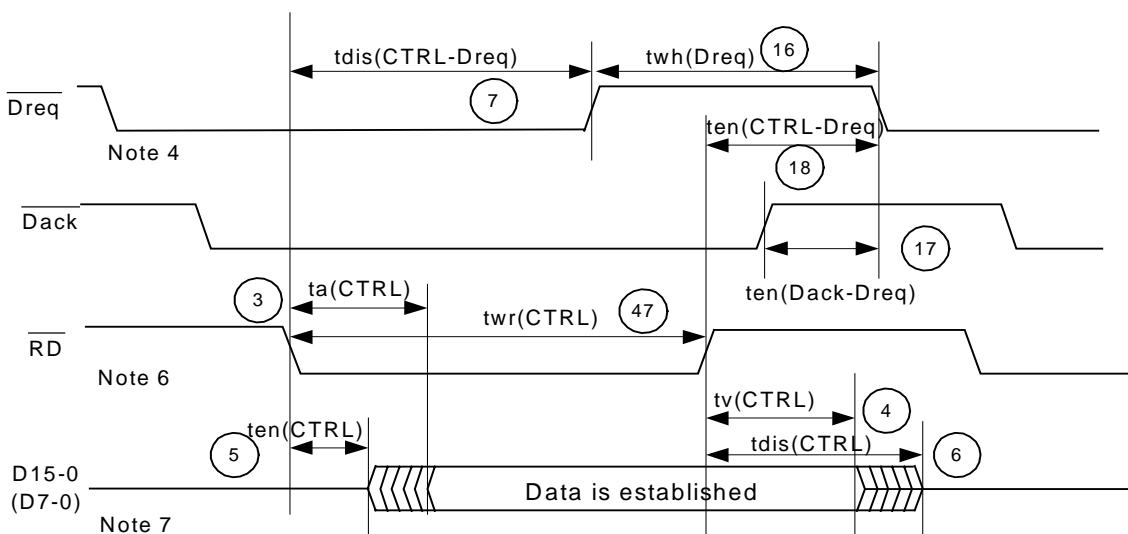 tdis(CTRL-Dreq)
twh(Dreq)
16
Dreq
7
Note 4
ten(CTRL-Dreq)
18
Dack
17
ten(Dack-Dreq)
3
ta(CTRL)
twr(CTRL)
47
RD
Note 6
tv(CTRL)
4
ten(CTRL)
5
tdis(CTRL)
6
D15-0
(D7-0)
Data is established
Note 7